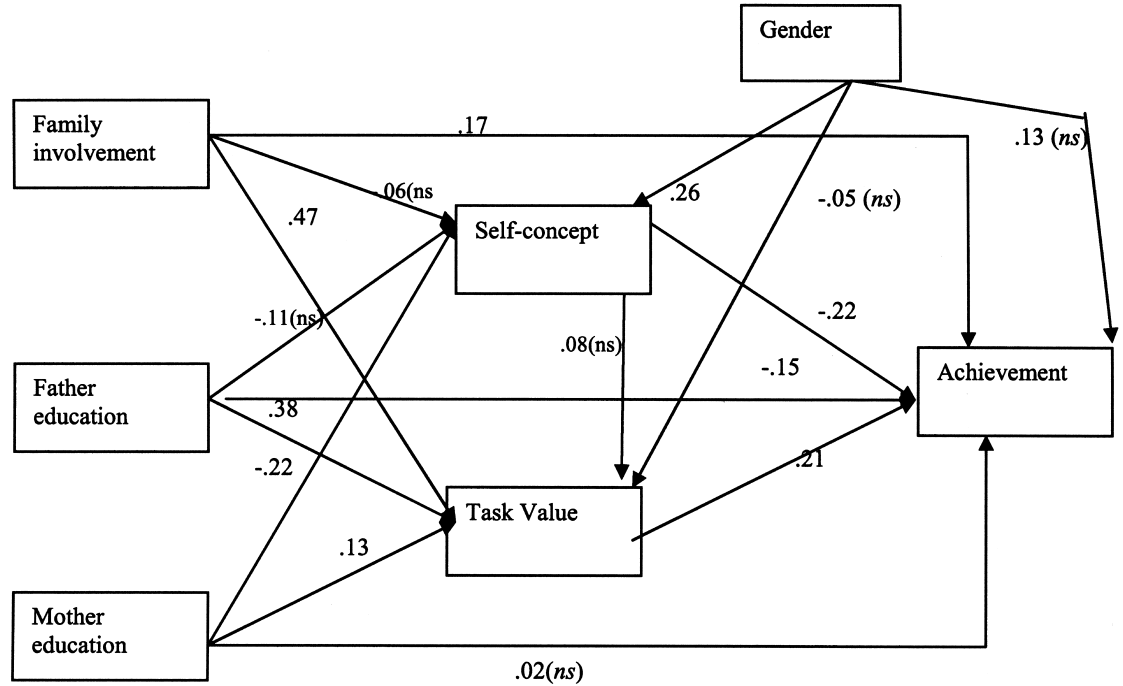 Gender
Family
involvement
.17
.13 (ns)
-.06(ns
.26
-.05 (ns)
.47
Self-concept
-.22
-.11(ns)
.08(ns)
-.15
Achievement
Father
education
.38
-.22
.21
Task Value
.13
Mother
education
.02(ns)